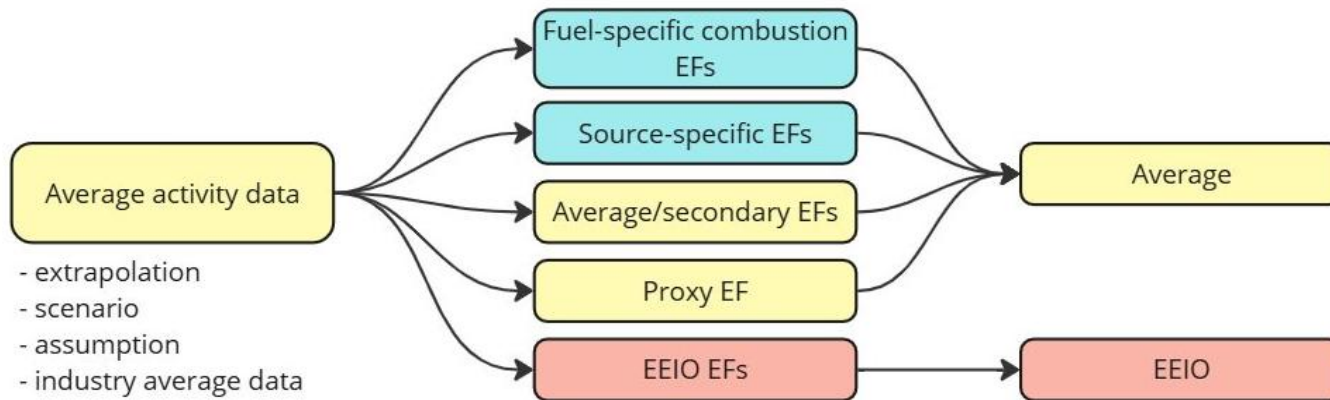 Fuel-specific combustion
EFs
Source-specific EFs
Average activity data
Average
Average/secondary EFs
- extrapolation
- scenario
- assumption
- industry average data
Proxy EF
EEIO EFs
EEIO